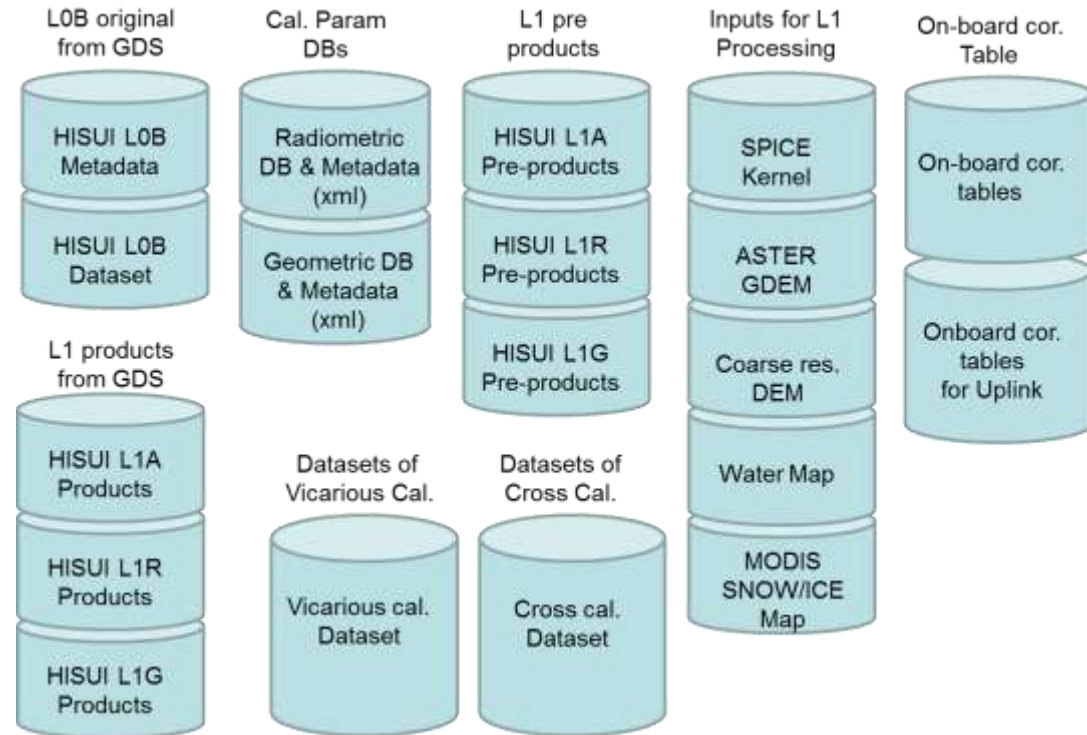 L0B original
from GDS
HISUI L0B
Metadata
HISUI L0B
Dataset
Cal. Param
DBs
Radiometric
DB & Metadata
(xml)
Geometric DB
& Metadata
(xml)
L1 pre
products
HISUI L1A
Pre-products
HISUI L1R
Pre-products
HISUI L1G
Pre-products
Inputs for L1
Processing
SPICE
Kernel
ASTER
GDEM
Coarse res.
DEM
Water Map
MODIS
SNOW/ICE
Map
On-board cor.
Table
On-board cor.
tables
Onboard cor.
tables
for Uplink
L1 products
from GDS
HISUI L1A
Products
HISUI L1R
Products
HISUI L1G
Products
Datasets of
Vicarious Cal.
Vicarious cal.
Dataset
Datasets of
Cross Cal.
Cross cal.
Dataset